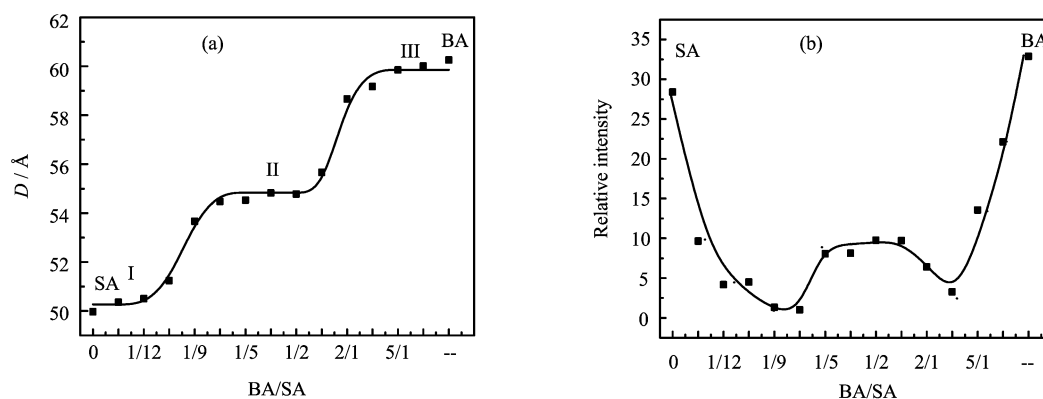 (a)
62
60
58
56
54
52
50
D / Å
SA
I
II
III
BA
0
1/12
1/9
1/5
1/2
2/1
5/1
--
BA/SA
(b)
35
30
25
20
15
10
5
0
Relative intensity
SA
BA
0
1/12
1/9
1/5
1/2
2/1
5/1
--
BA/SA